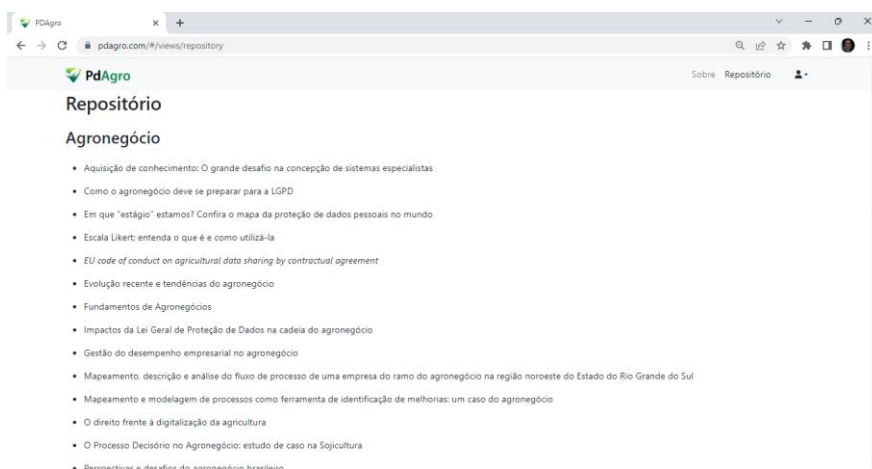 PDAgro
pdagro.com/#/views/repository
PdAgro
Sobre Repositório
Repositório
Agronegócio
• Aquisição de conhecimento: O grande desafio na concepção de sistemas especialistas
• Como o agronegócio deve se preparar para a LGPD
• Em que "estágio" estamos? Confira o mapa da proteção de dados pessoais no mundo
• Escala Likert: entenda o que é e como utilizá-la
• EU code of conduct on agricultural data sharing by contractual agreement
• Evolução recente e tendências do agronegócio
• Fundamentos de Agronegócios
• Impactos da Lei Geral de Proteção de Dados na cadeia do agronegócio
• Gestão do desempenho empresarial no agronegócio
• Mapeamento, descrição e análise do fluxo de processo de uma empresa do ramo do agronegócio na região noroeste do Estado do Rio Grande do Sul
• Mapeamento e modelagem de processos como ferramenta de identificação de melhorias: um caso do agronegócio
• O direito frente à digitalização da agricultura
• O Processo Decisório no Agronegócio: estudo de caso na Sojicultura
• Perspectivas e desafios do agronegócio brasileiro